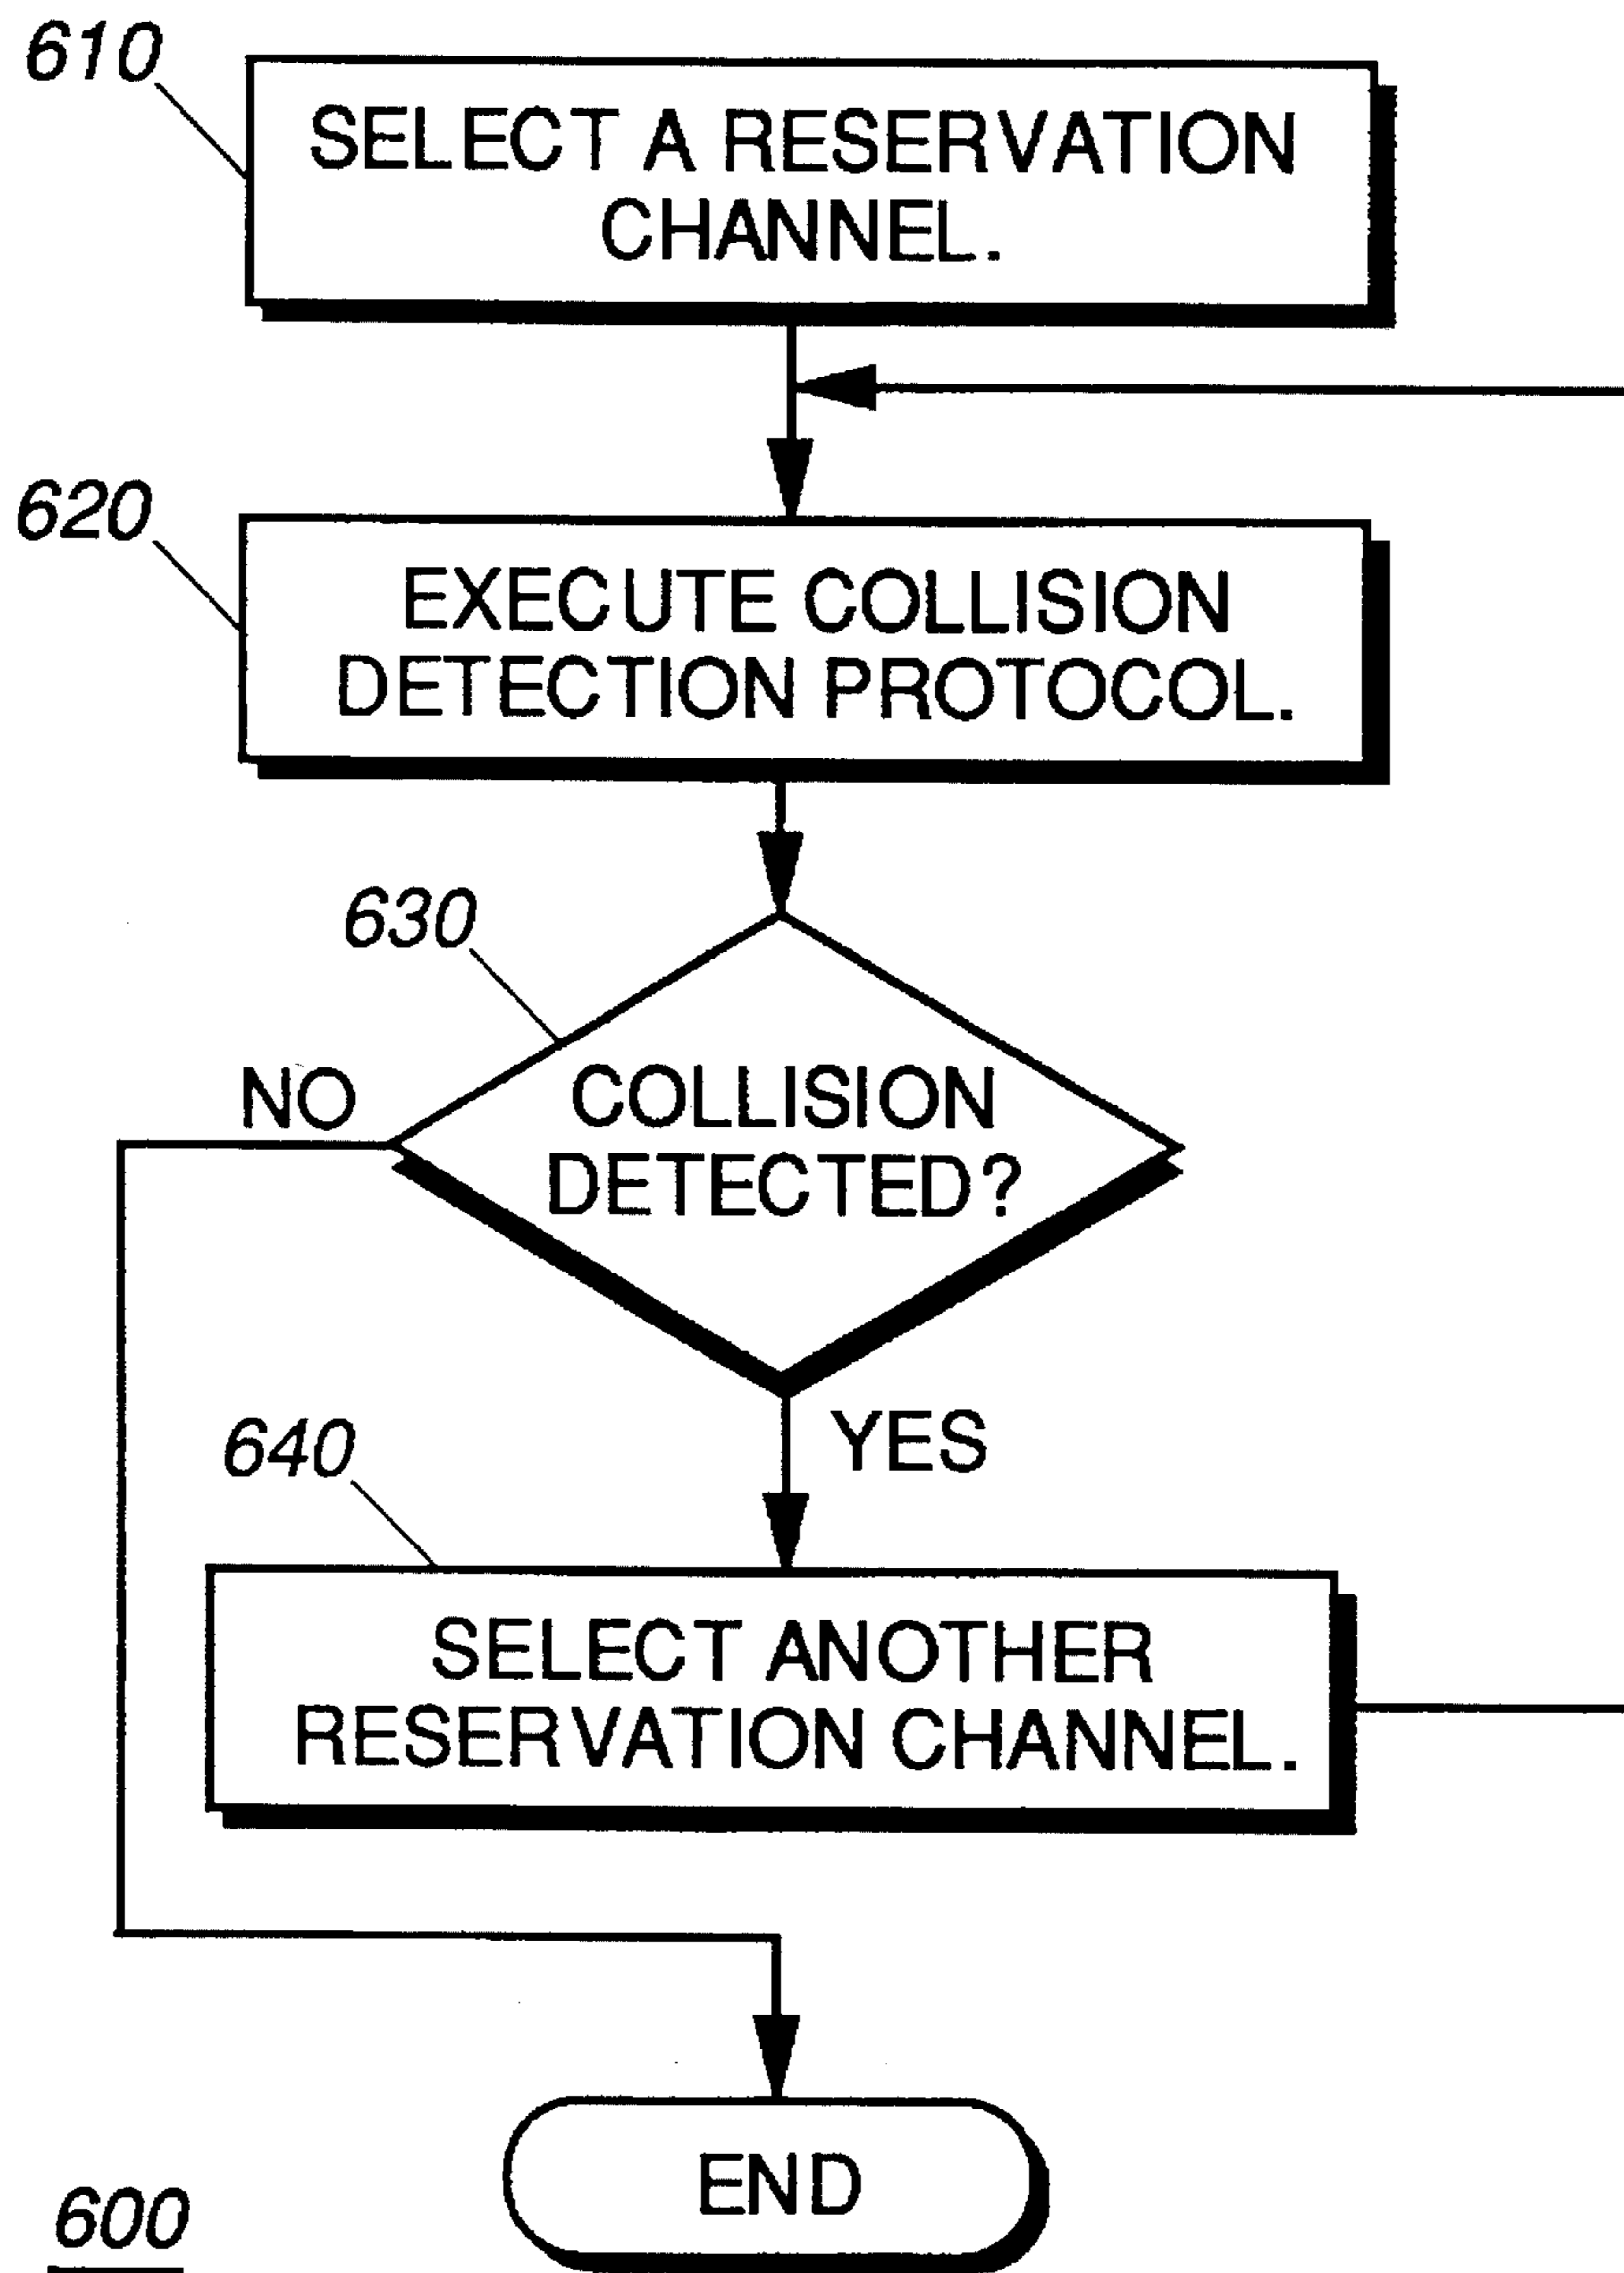 610
SELECT A RESERVATION
CHANNEL.
620
EXECUTE COLLISION
DETECTION PROTOCOL.
630
NO
COLLISION
DETECTED?
YES
640
SELECT ANOTHER
RESERVATION CHANNEL.
END
600